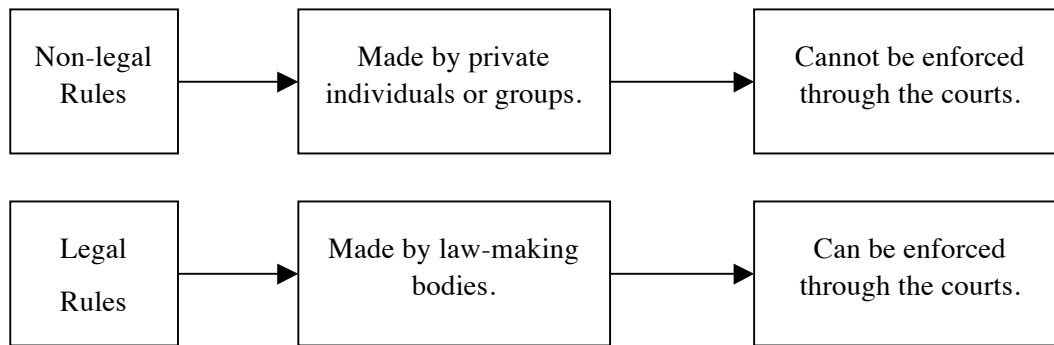 Non-legal
Rules
Made by private
individuals or groups.
Cannot be enforced
through the courts.
Legal
Rules
Made by law-making
bodies.
Can be enforced
through the courts.